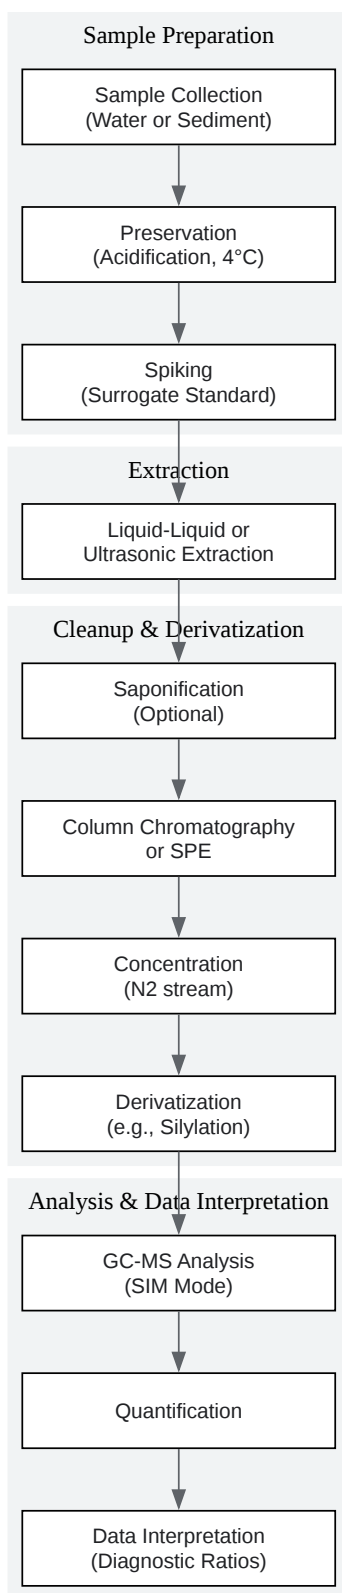 Sample Preparation
Sample Collection
(Water or Sediment)
Preservation
(Acidification, 4°C)
Spiking
(Surrogate Standard)
Extraction
Liquid-Liquid or
Ultrasonic Extraction
Cleanup & Derivatization
Saponification
(Optional)
Column Chromatography
or SPE
Concentration
(N2 stream)
Derivatization
(e.g., Silylation)
Analysis & Data Interpretation
GC-MS Analysis
(SIM Mode)
Quantification
Data Interpretation
(Diagnostic Ratios)